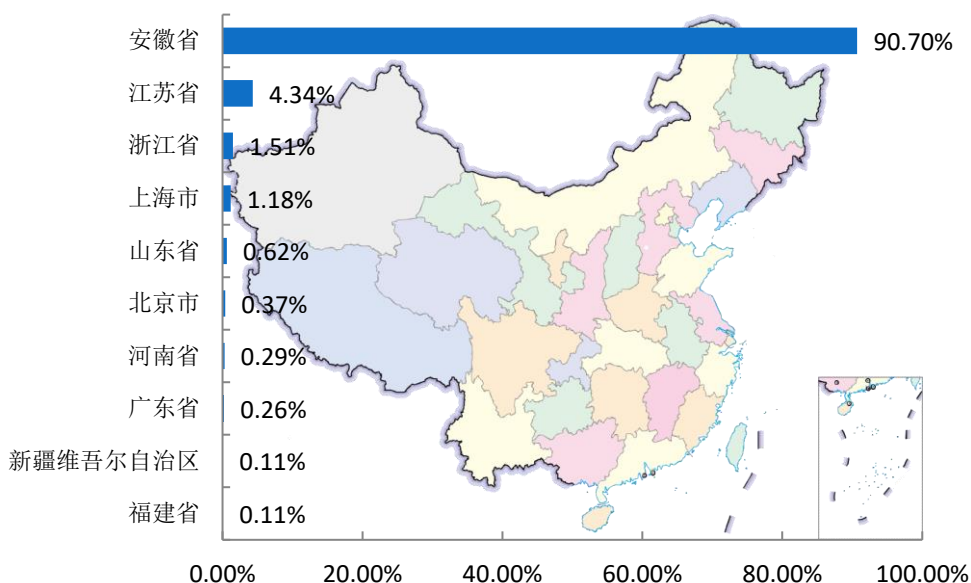 安徽省 90.70%
江苏省 4.34%
浙江省 1.51%
上海市 1.18%
山东省 0.62%
北京市 0.37%
河南省 0.29%
广东省 0.26%
新疆维吾尔自治区 0.11%
福建省 0.11%
0.00% 20.00% 40.00% 60.00% 80.00% 100.00%